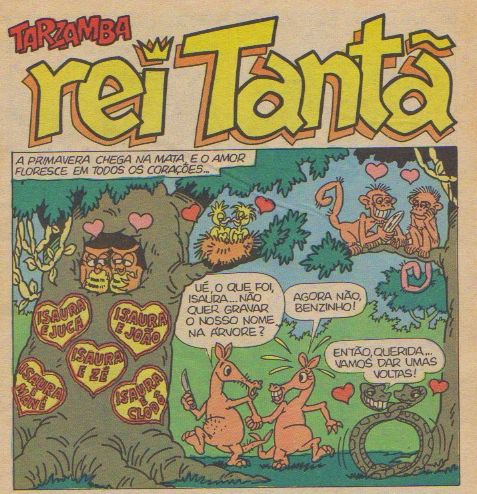 TARZAMBA
rei Tantã
A PRIMAVERA CHEGA NA MATA, E O AMOR
FLORESCE EM TODOS OS CORAÇÕES...
ISAURA
E JUCA
ISAURA
E JOÃO
ISAURA
E ZÉ
ISAURA
E MANÉ
ISAURA
E CLODÔ
UÉ, O QUE FOI,
ISAURA... NÃO
QUER GRAVAR
O NOSSO NOME
NA ÁRVORE?
AGORA NÃO,
BENZINHO!
ENTÃO, QUERIDA...
VAMOS DAR UMAS
VOLTAS!